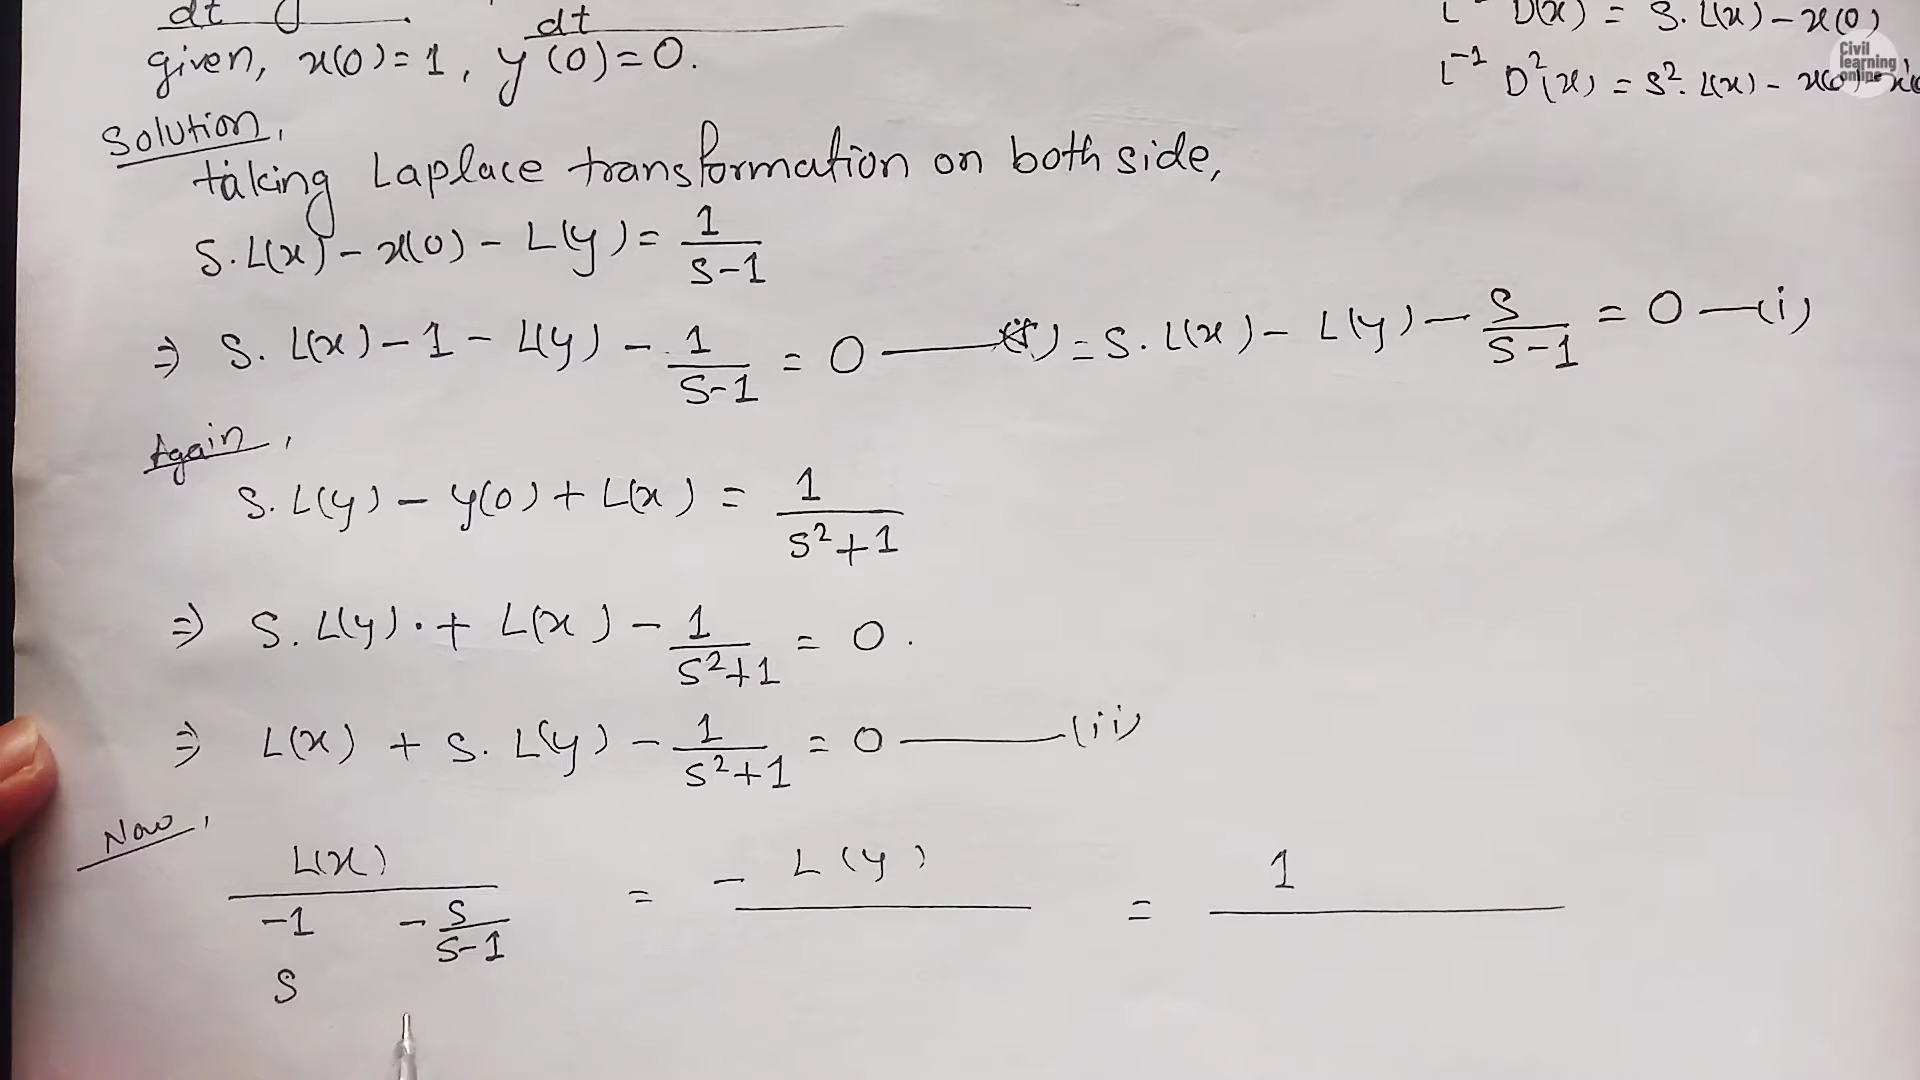 dt y dt
given, x(0)=1, y(0)=0.
L⁻ D(x) = S. L(x) - x(0)
L⁻¹ D²(x) = S². L(x) - x(0) - x'(
Civil
learning
online
Solution,
taking Laplace transformation on both side,
S.L(x) - x(0) - L(y) = 1/(S-1)
⇒ S. L(x) - 1 - L(y) - 1/(S-1) = 0 — = S. L(x) - L(y) - S/(S-1) = 0 — (i)
Again,
S. L(y) - y(0) + L(x) = 1/(S²+1)
⇒ S. L(y) . + L(x) - 1/(S²+1) = 0 .
⇒ L(x) + S. L(y) - 1/(S²+1) = 0 — (ii)
Now,
L(x) = - L(y) = 1
-1 - S/(S-1)
S